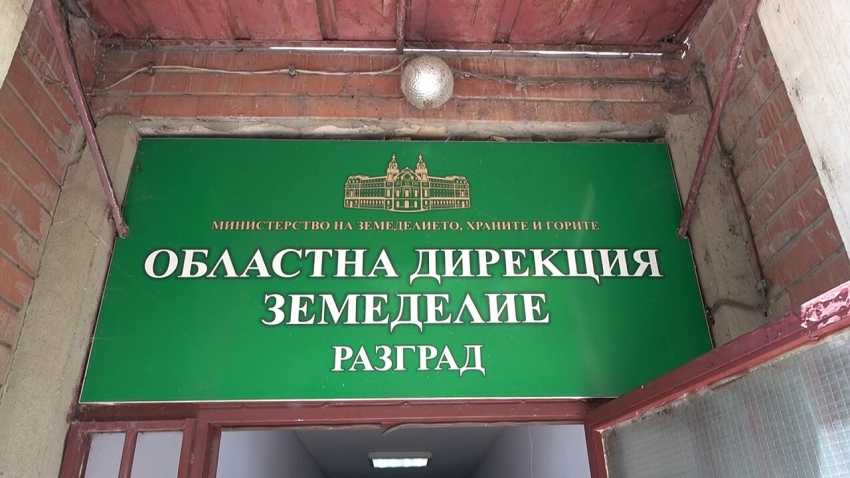 МИНИСТЕРСТВО НА ЗЕМЕДЕЛИЕТО, ХРАНИТЕ И ГОРИТЕ
ОБЛАСТНА ДИРЕКЦИЯ
ЗЕМЕДЕЛИЕ
РАЗГРАД